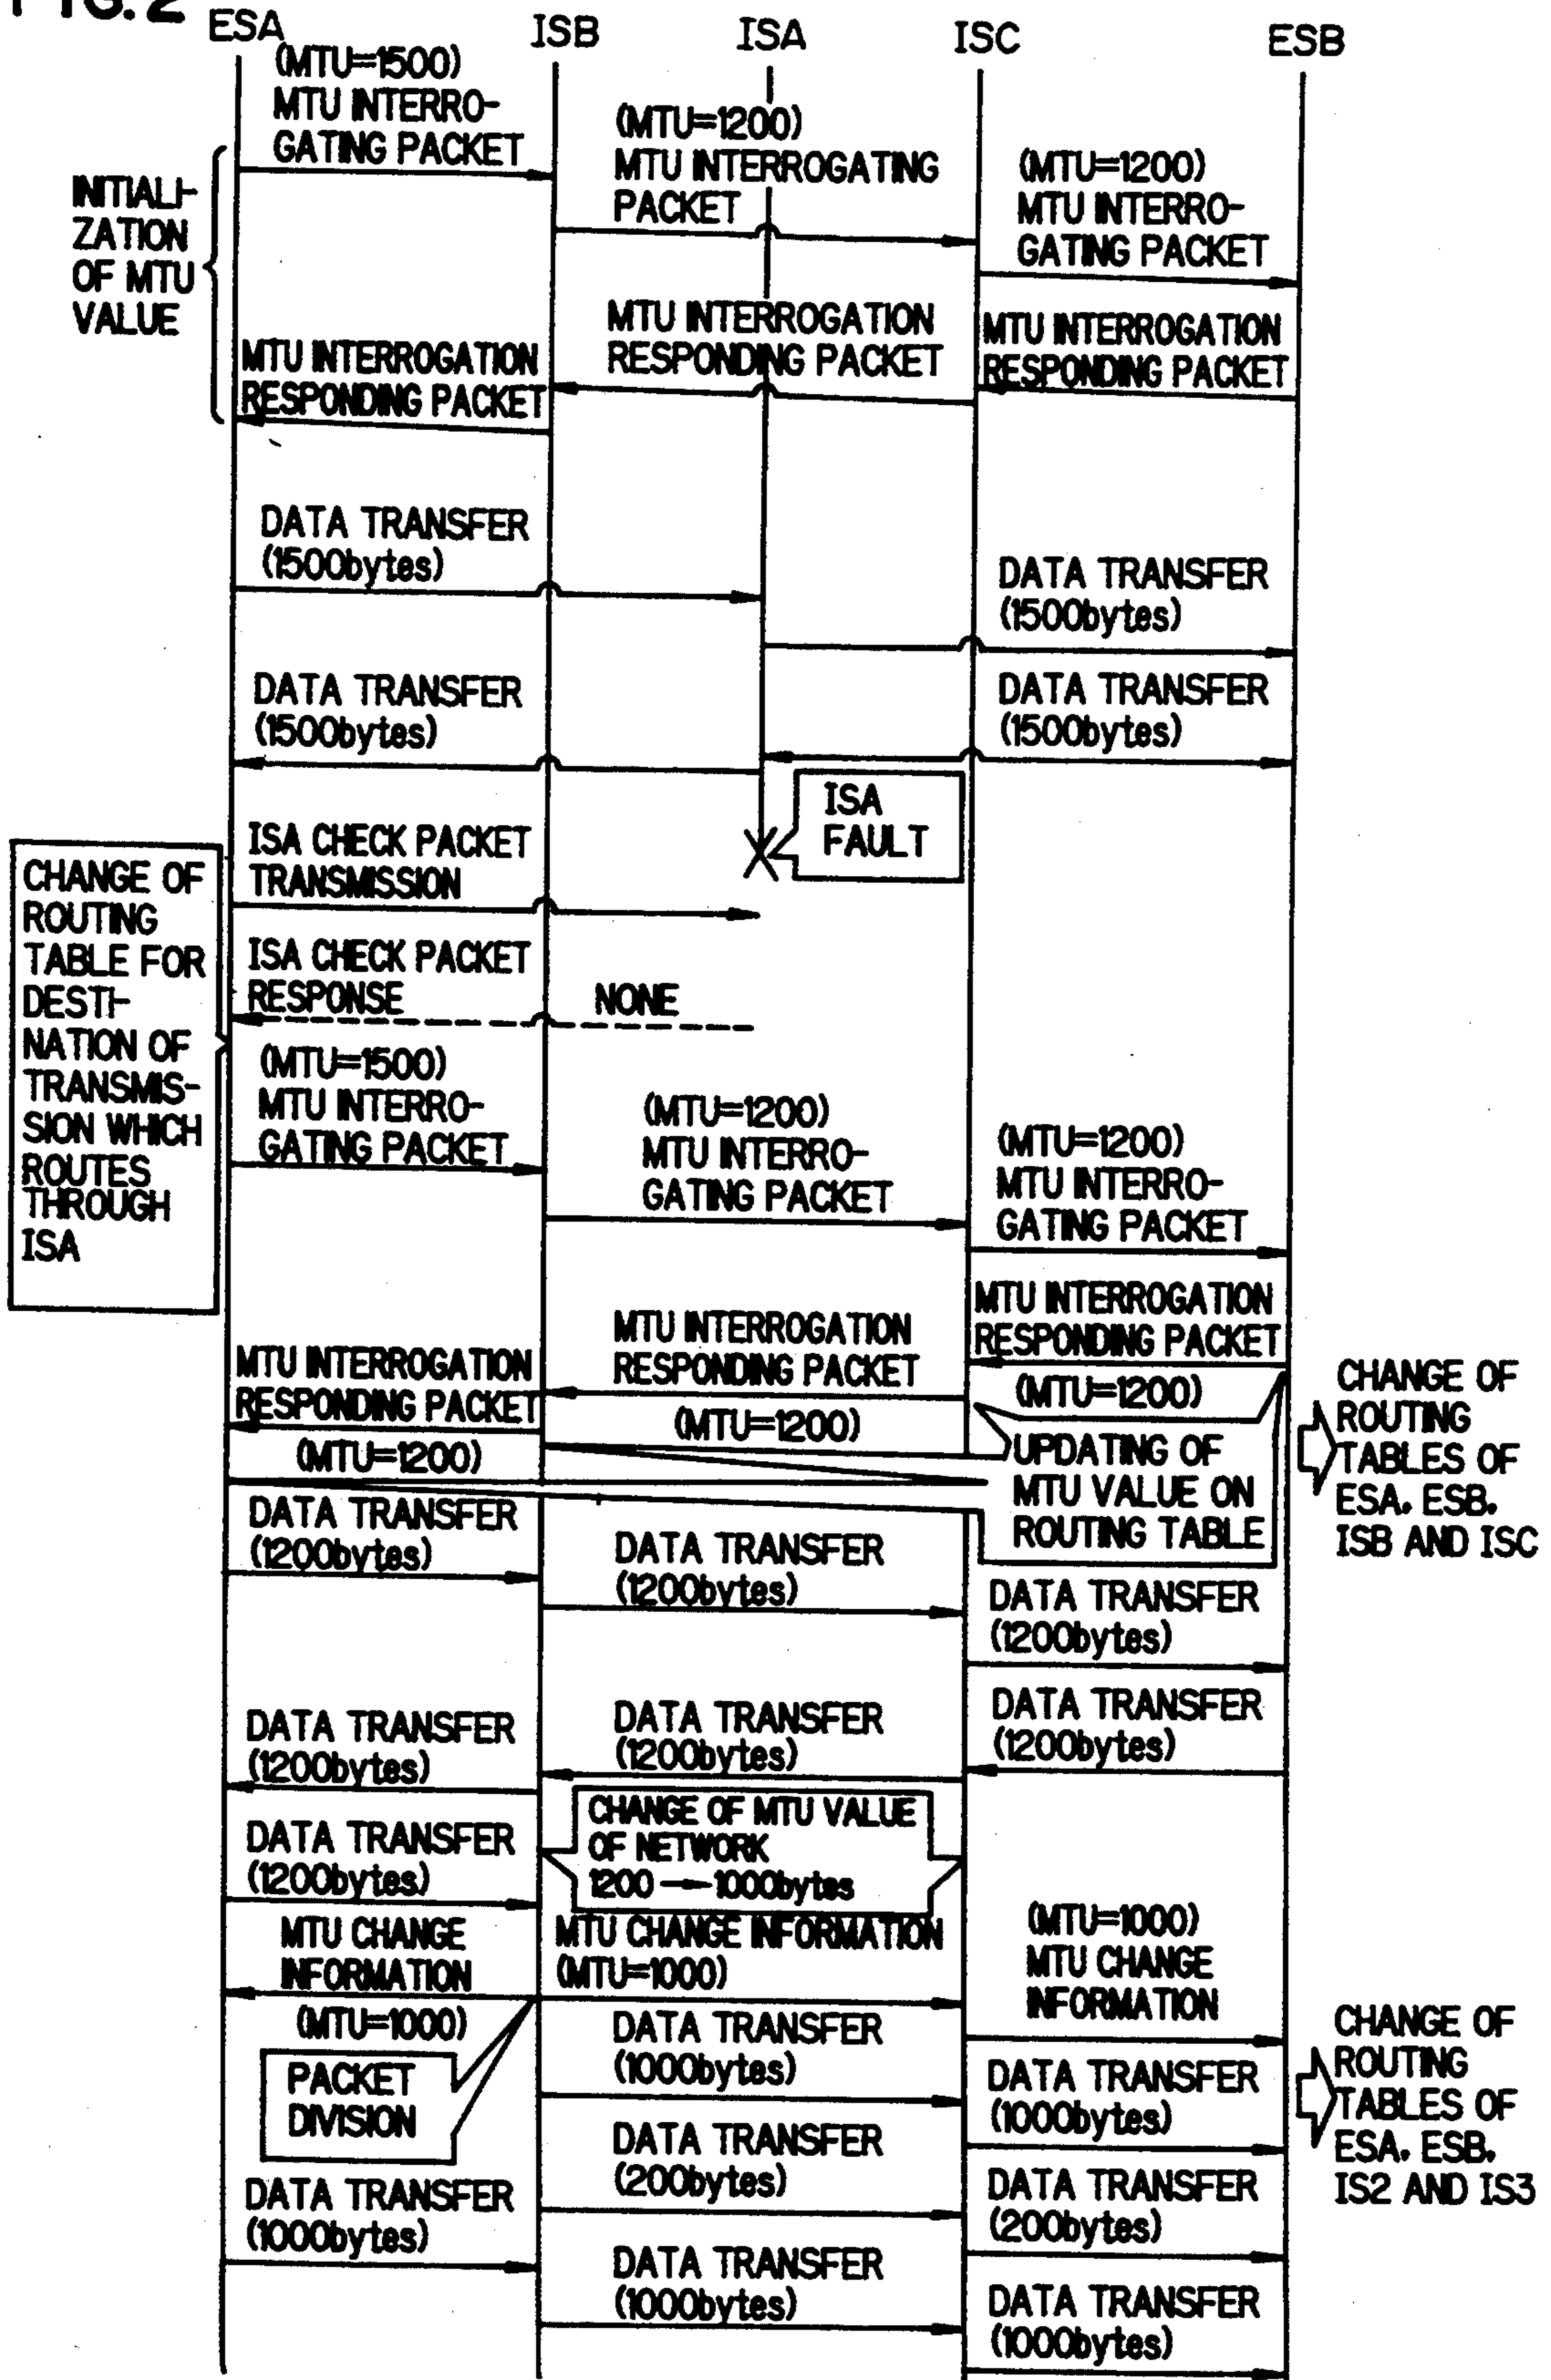 FIG. 2
ESA
ISB
ISA
ISC
ESB
(MTU=1500)
MTU INTERRO-
GATING PACKET
(MTU=1200)
MTU INTERROGATING
PACKET
(MTU=1200)
MTU INTERRO-
GATING PACKET
INITIALI-
ZATION
OF MTU
VALUE
MTU INTERROGATION
RESPONDING PACKET
MTU INTERROGATION
RESPONDING PACKET
MTU INTERROGATION
RESPONDING PACKET
DATA TRANSFER
(1500bytes)
DATA TRANSFER
(1500bytes)
DATA TRANSFER
(1500bytes)
DATA TRANSFER
(1500bytes)
ISA
FAULT
ISA CHECK PACKET
TRANSMISSION
CHANGE OF
ROUTING
TABLE FOR
DESTI-
NATION OF
TRANSMIS-
SION WHICH
ROUTES
THROUGH
ISA
ISA CHECK PACKET
RESPONSE
NONE
(MTU=1500)
MTU INTERRO-
GATING PACKET
(MTU=1200)
MTU INTERRO-
GATING PACKET
(MTU=1200)
MTU INTERRO-
GATING PACKET
MTU INTERROGATION
RESPONDING PACKET
(MTU=1200)
MTU INTERROGATION
RESPONDING PACKET
(MTU=1200)
MTU INTERROGATION
RESPONDING PACKET
(MTU=1200)
UPDATING OF
MTU VALUE ON
ROUTING TABLE
CHANGE OF
ROUTING
TABLES OF
ESA. ESB.
ISB AND ISC
DATA TRANSFER
(1200bytes)
DATA TRANSFER
(1200bytes)
DATA TRANSFER
(1200bytes)
DATA TRANSFER
(1200bytes)
DATA TRANSFER
(1200bytes)
DATA TRANSFER
(1200bytes)
CHANGE OF MTU VALUE
OF NETWORK
1200 → 1000bytes
DATA TRANSFER
(1200bytes)
MTU CHANGE
INFORMATION
(MTU=1000)
MTU CHANGE INFORMATION
(MTU=1000)
(MTU=1000)
MTU CHANGE
INFORMATION
PACKET
DIVISION
DATA TRANSFER
(1000bytes)
DATA TRANSFER
(1000bytes)
CHANGE OF
ROUTING
TABLES OF
ESA. ESB.
IS2 AND IS3
DATA TRANSFER
(200bytes)
DATA TRANSFER
(200bytes)
DATA TRANSFER
(1000bytes)
DATA TRANSFER
(1000bytes)
DATA TRANSFER
(1000bytes)